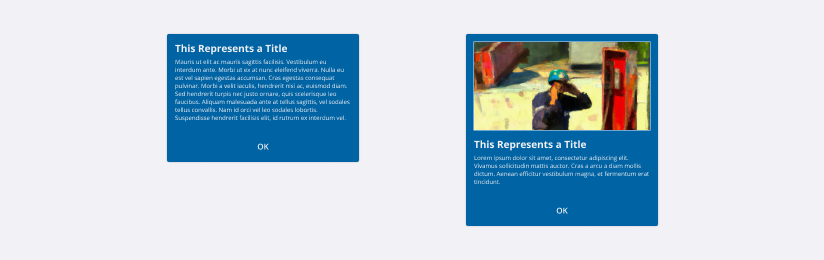 This Represents a Title
Mauris ut elit ac mauris sagittis facilisis. Vestibulum eu
interdum ante. Morbi ut ex at nunc eleifend viverra. Nulla eu
est vel sapien egestas accumsan. Cras egestas consequat
pulvinar. Morbi a velit iaculis, hendrerit nisi ac, euismod diam.
Sed hendrerit turpis nec justo ornare, quis scelerisque leo
faucibus. Aliquam malesuada ante at tellus sagittis, vel sodales
tellus convallis. Nam id orci vel leo sodales lobortis.
Suspendisse hendrerit facilisis elit, id rutrum ex interdum vel.
OK
This Represents a Title
Lorem ipsum dolor sit amet, consectetur adipiscing elit.
Vivamus sollicitudin mattis auctor. Cras a arcu a diam mollis
dictum. Aenean efficitur vestibulum magna, et fermentum erat
tincidunt.
OK